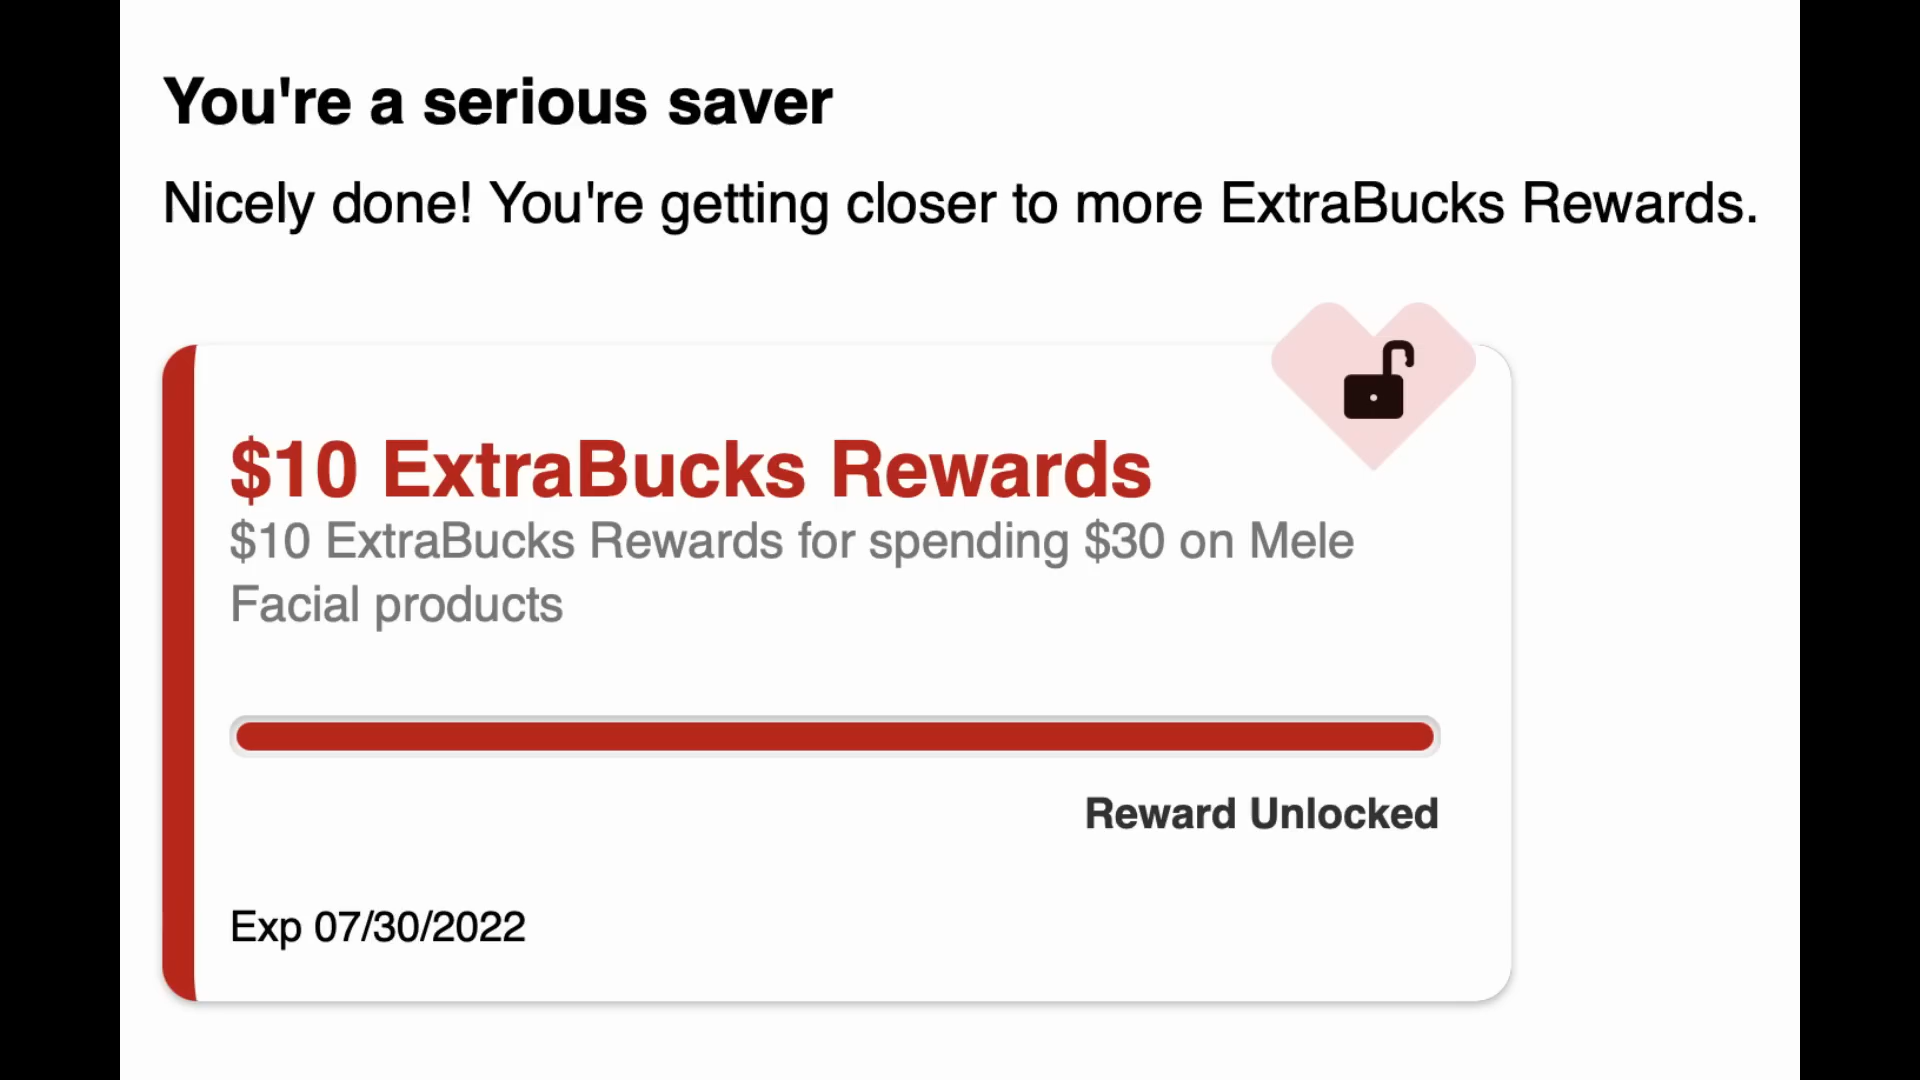 You're a serious saver
Nicely done! You're getting closer to more ExtraBucks Rewards.
$10 ExtraBucks Rewards
$10 ExtraBucks Rewards for spending $30 on Mele
Facial products
Reward Unlocked
Exp 07/30/2022